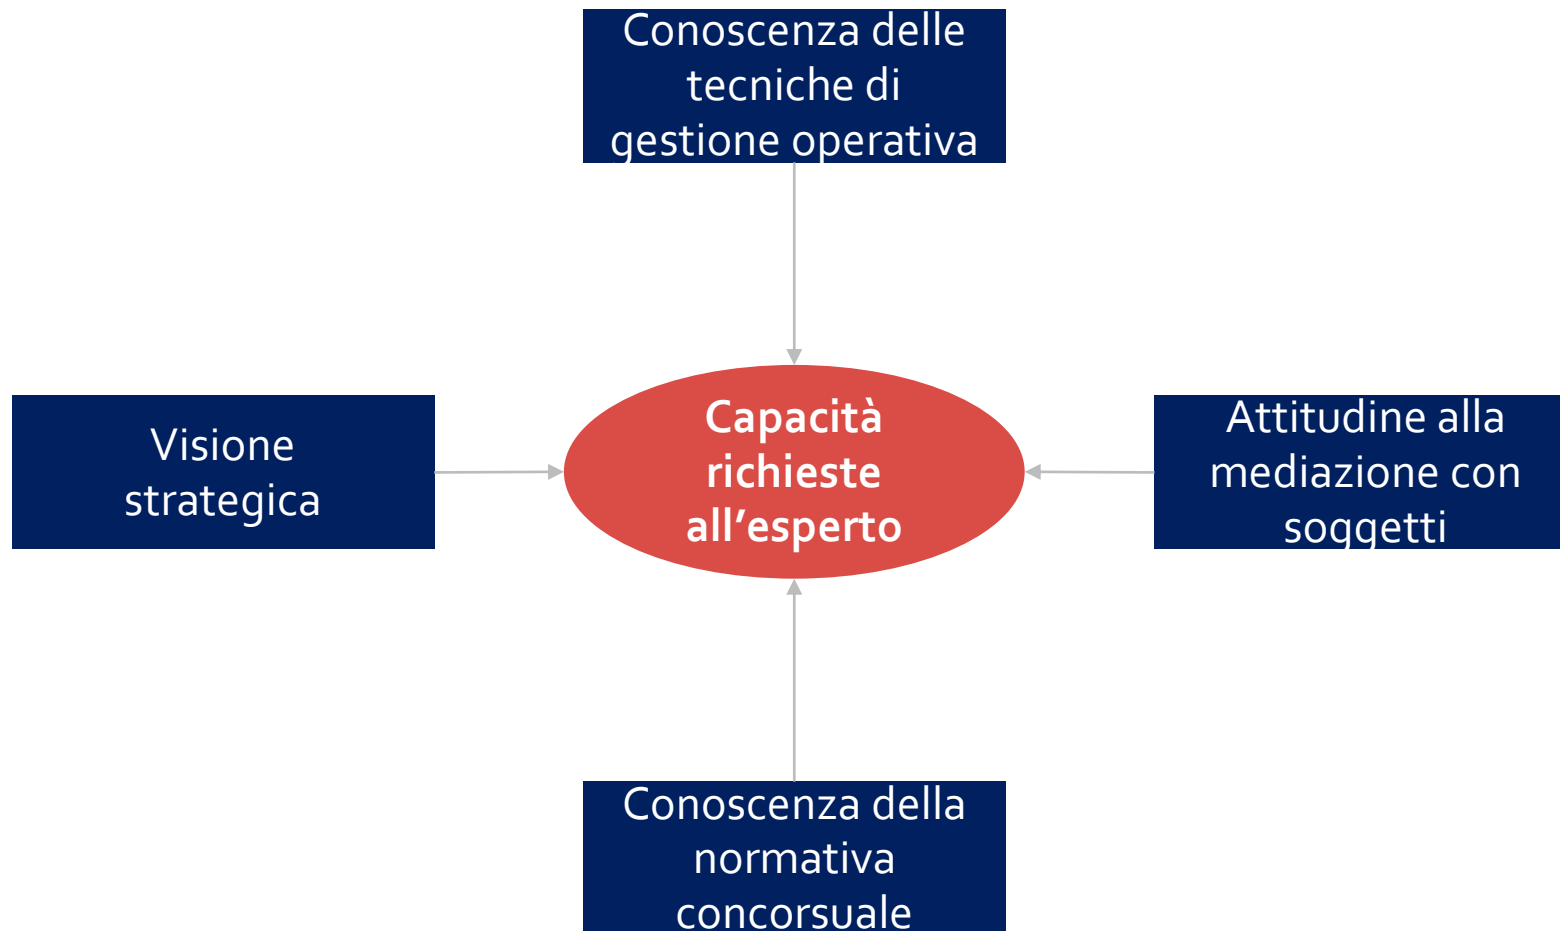 Conoscenza delle
tecniche di
gestione operativa
Visione
strategica
Capacità
richieste
all’esperto
Attitudine alla
mediazione con
soggetti
Conoscenza della
normativa
concorsuale